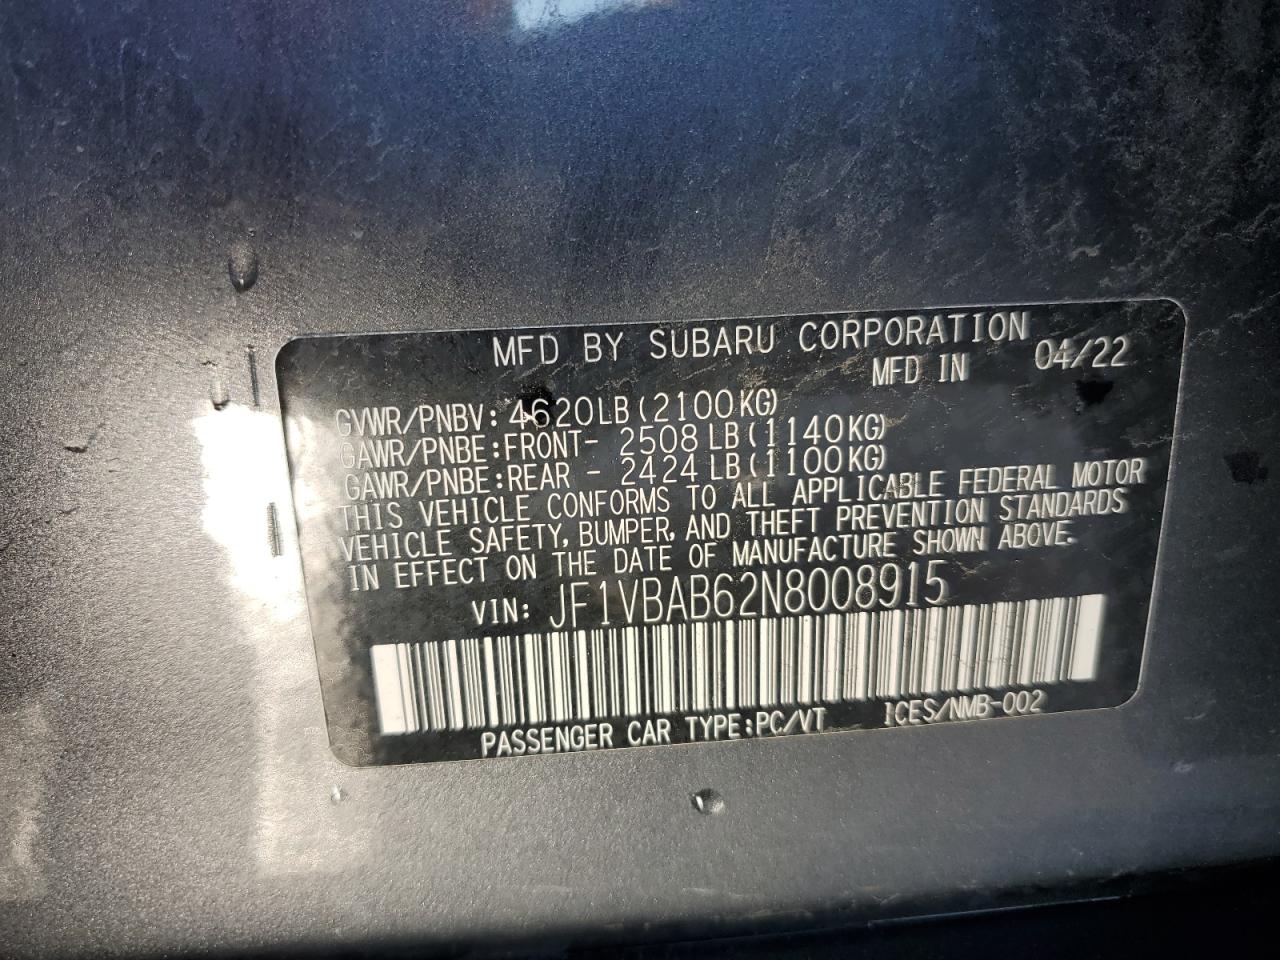 MFD BY SUBARU CORPORATION
MFD IN 04/22
GVWR/PNBV: 4620LB(2100KG)
GAWR/PNBE:FRONT- 2508 LB(1140KG)
GAWR/PNBE:REAR - 2424 LB(1100KG)
THIS VEHICLE CONFORMS TO ALL APPLICABLE FEDERAL MOTOR
VEHICLE SAFETY, BUMPER, AND THEFT PREVENTION STANDARDS
IN EFFECT ON THE DATE OF MANUFACTURE SHOWN ABOVE.
VIN: JF1VBAB62N8008915
PASSENGER CAR TYPE:PC/VT ICES/NMB-002